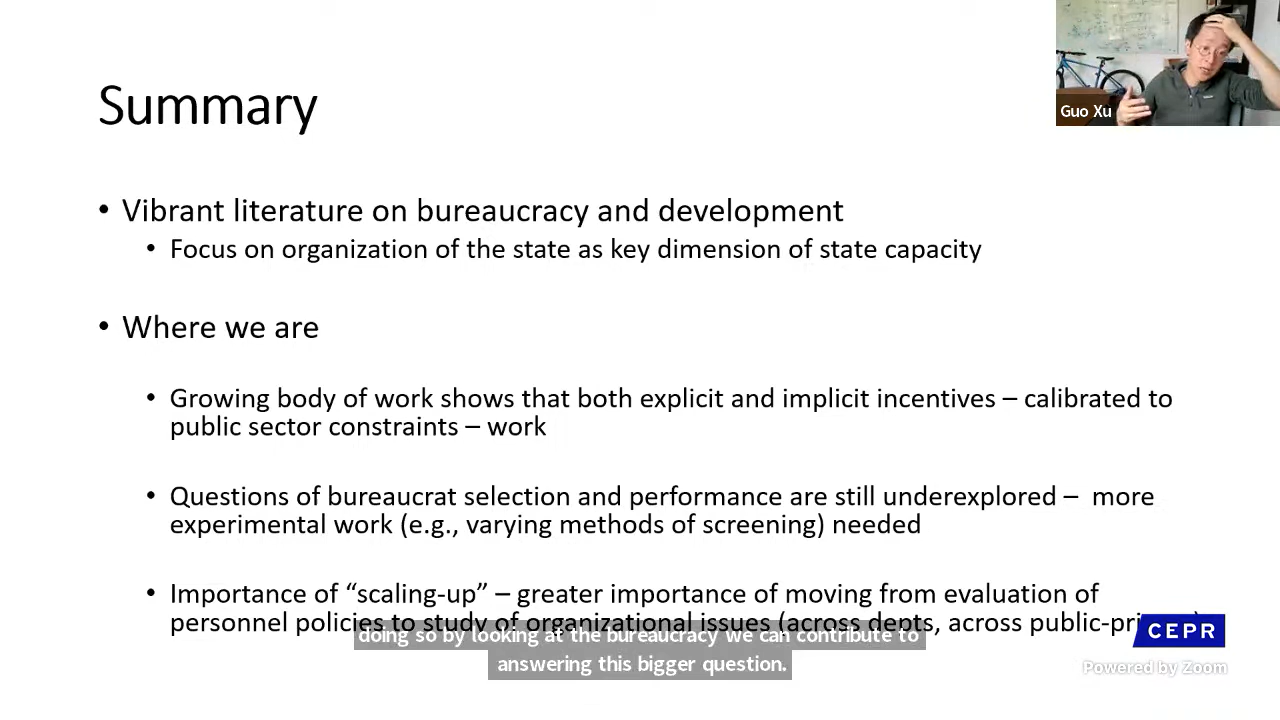 Summary
Guo Xu
• Vibrant literature on bureaucracy and development
• Focus on organization of the state as key dimension of state capacity
• Where we are
• Growing body of work shows that both explicit and implicit incentives – calibrated to
public sector constraints – work
• Questions of bureaucrat selection and performance are still underexplored – more
experimental work (e.g., varying methods of screening) needed
• Importance of “scaling-up” – greater importance of moving from evaluation of
personnel policies to study of organizational issues (across depts, across
doing so by looking at the bureaucracy we can contribute to
answering this bigger question.
CEPR
Powered by Zoom